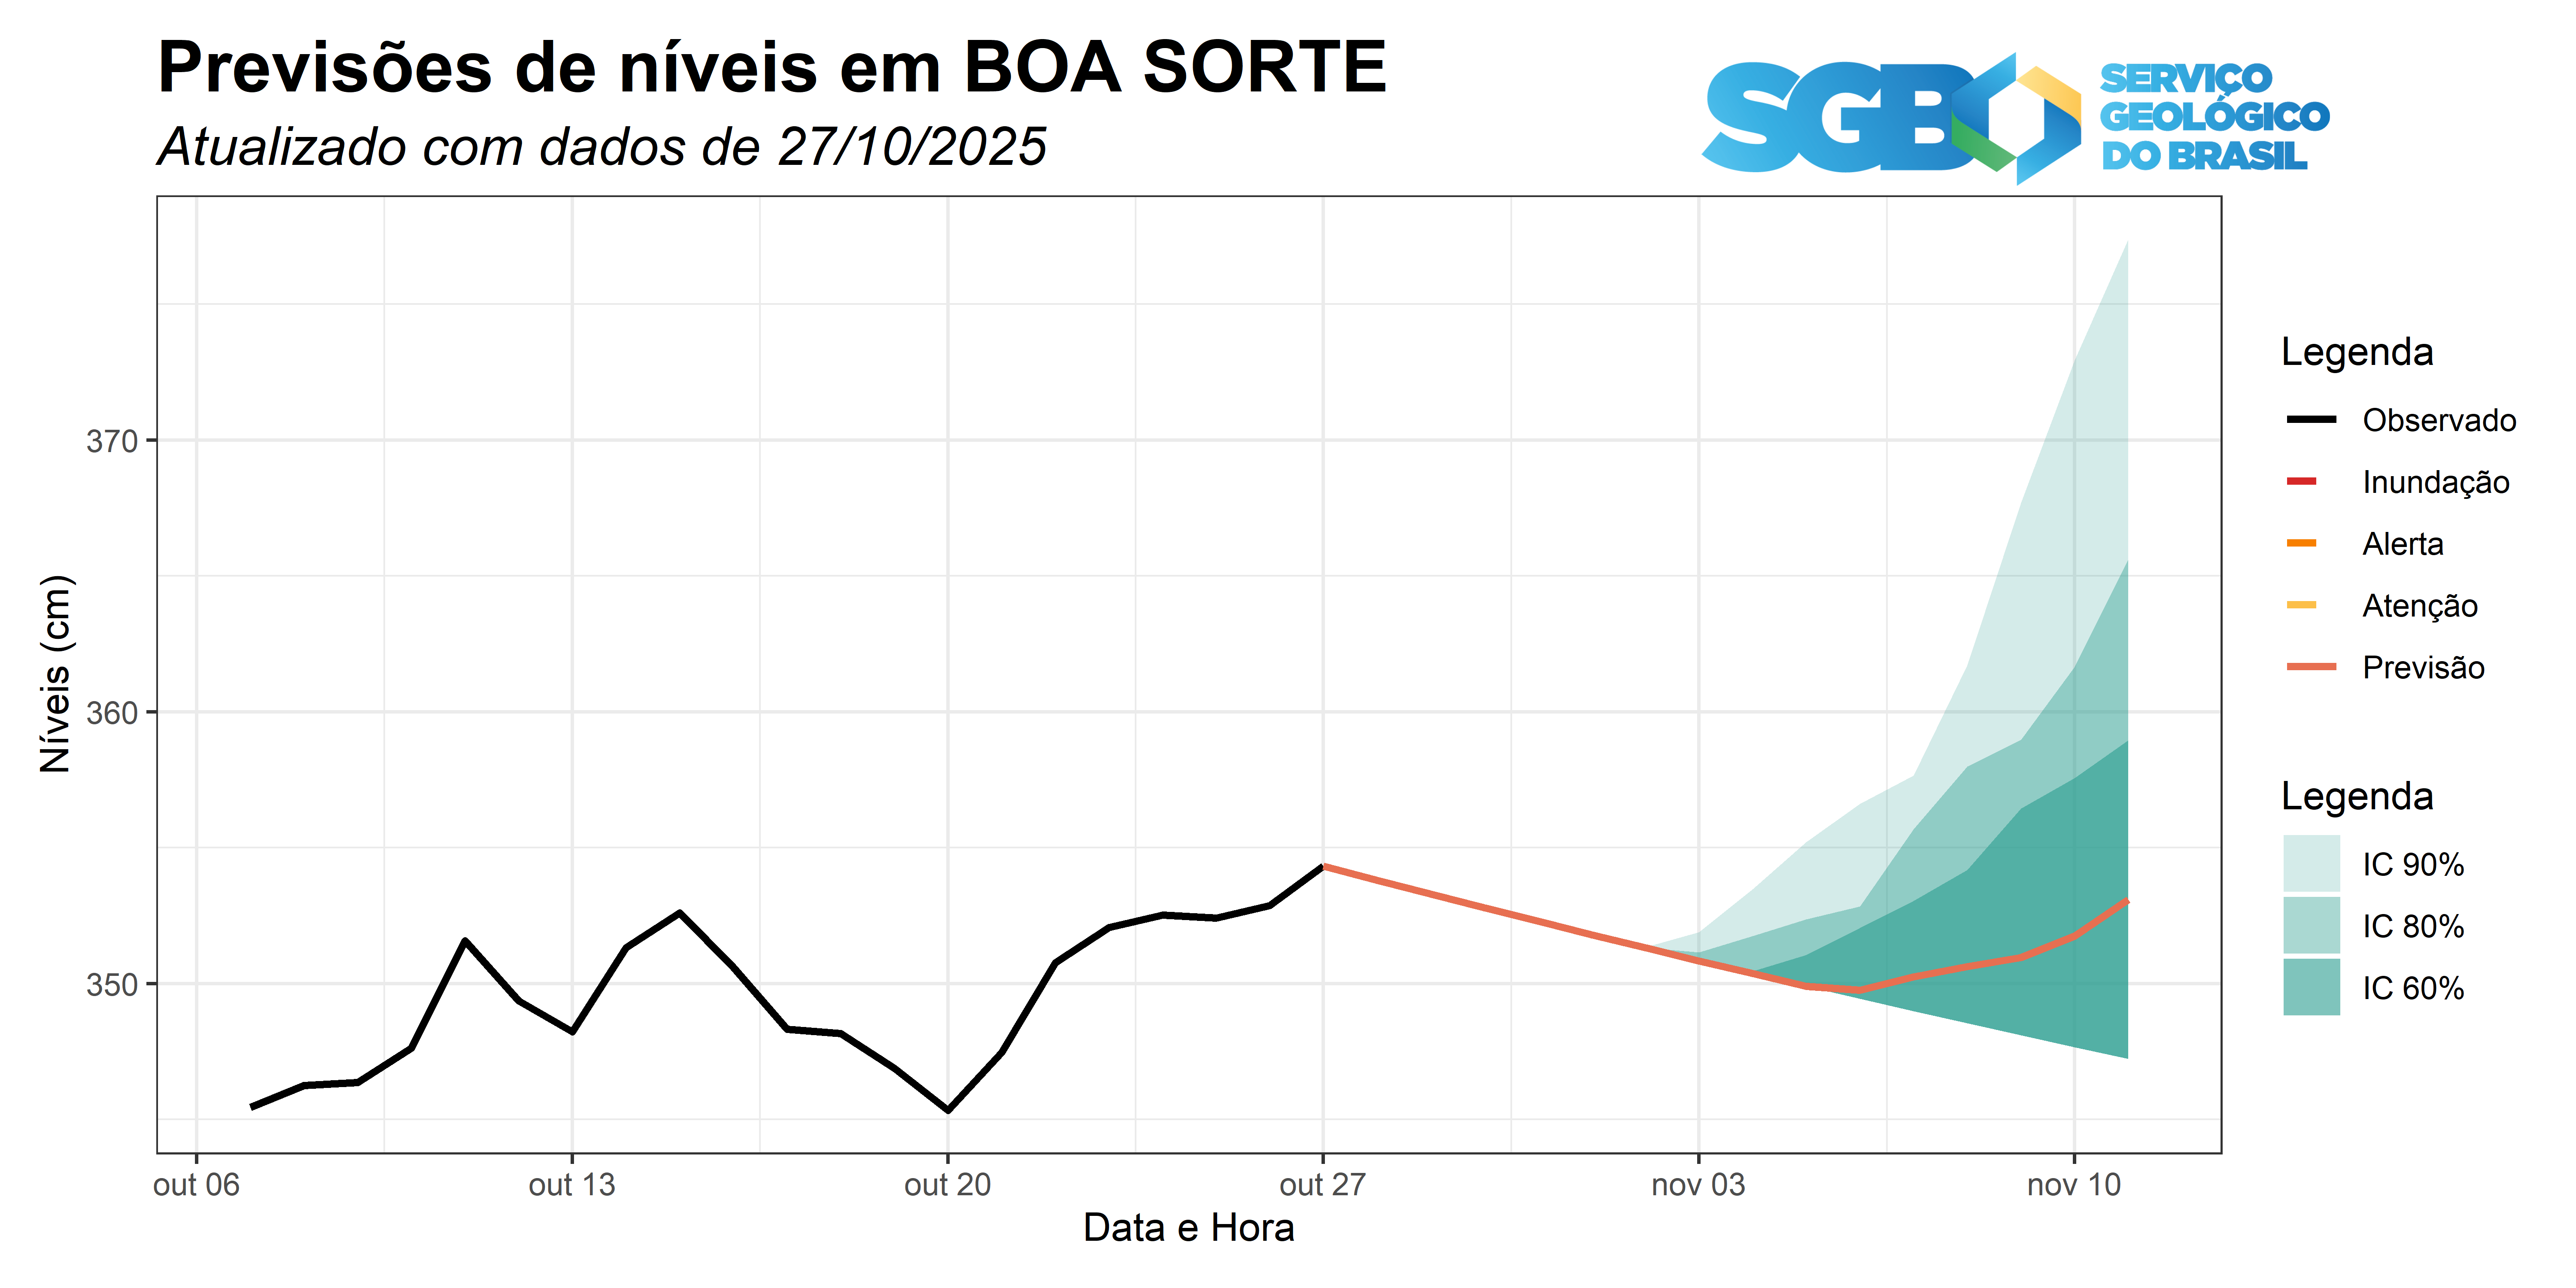 Previsões de níveis em BOA SORTE
Atualizado com dados de 27/10/2025
SGB
SERVIÇO
GEOLÓGICO
DO BRASIL
Níveis (cm)
370
360
350
out 06
out 13
out 20
out 27
nov 03
nov 10
Data e Hora
Legenda
Observado
Inundação
Alerta
Atenção
Previsão
Legenda
IC 90%
IC 80%
IC 60%